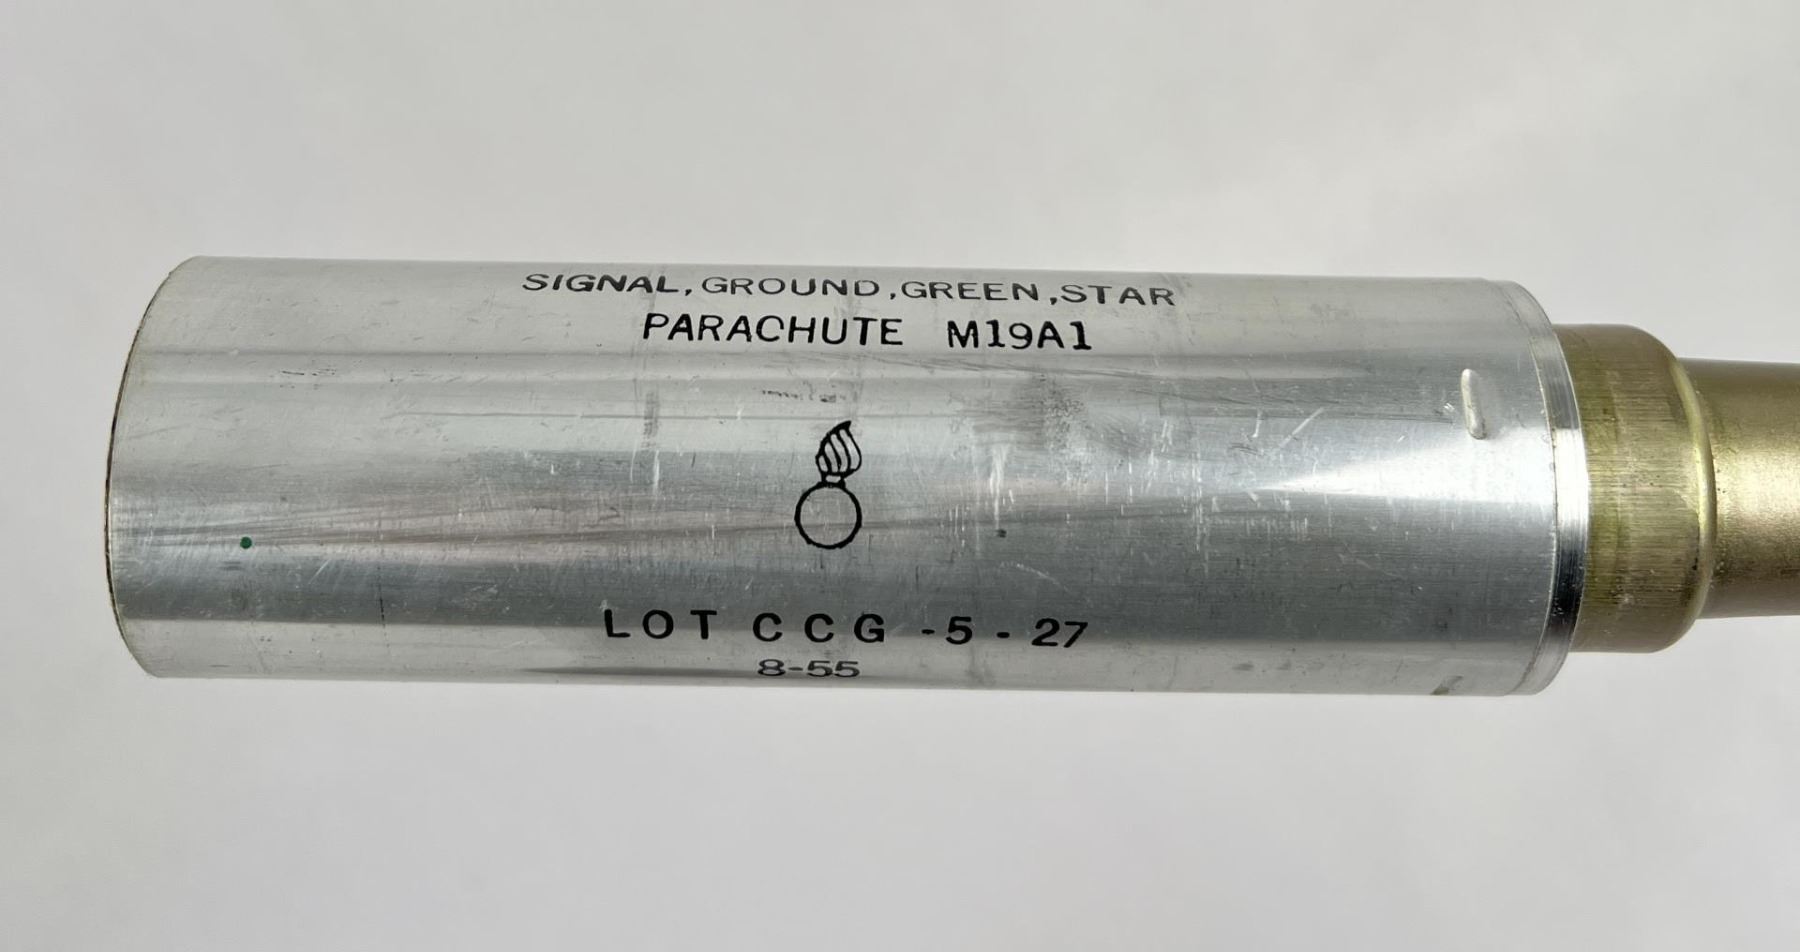 SIGNAL,GROUND,GREEN,STAR
PARACHUTE M19A1
LOT CCG -5-27
8-55